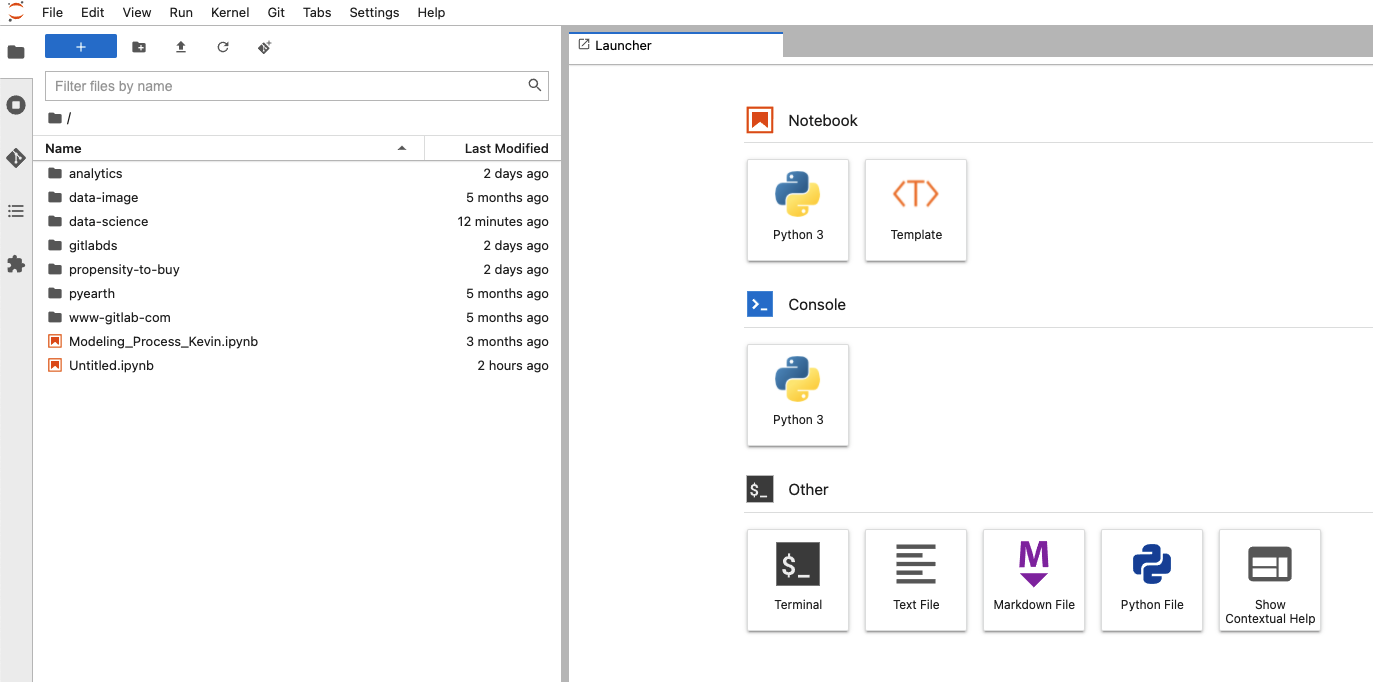 File Edit View Run Kernel Git Tabs Settings Help
+
Filter files by name
/
Name Last Modified
analytics 2 days ago
data-image 5 months ago
data-science 12 minutes ago
gitlabds 2 days ago
propensity-to-buy 2 days ago
pyearth 5 months ago
www-gitlab-com 5 months ago
Modeling_Process_Kevin.ipynb 3 months ago
Untitled.ipynb 2 hours ago
Launcher
Notebook
Python 3 Template
Console
Python 3
$_ Other
$_ M
Terminal Text File Markdown File Python File Show
Contextual Help